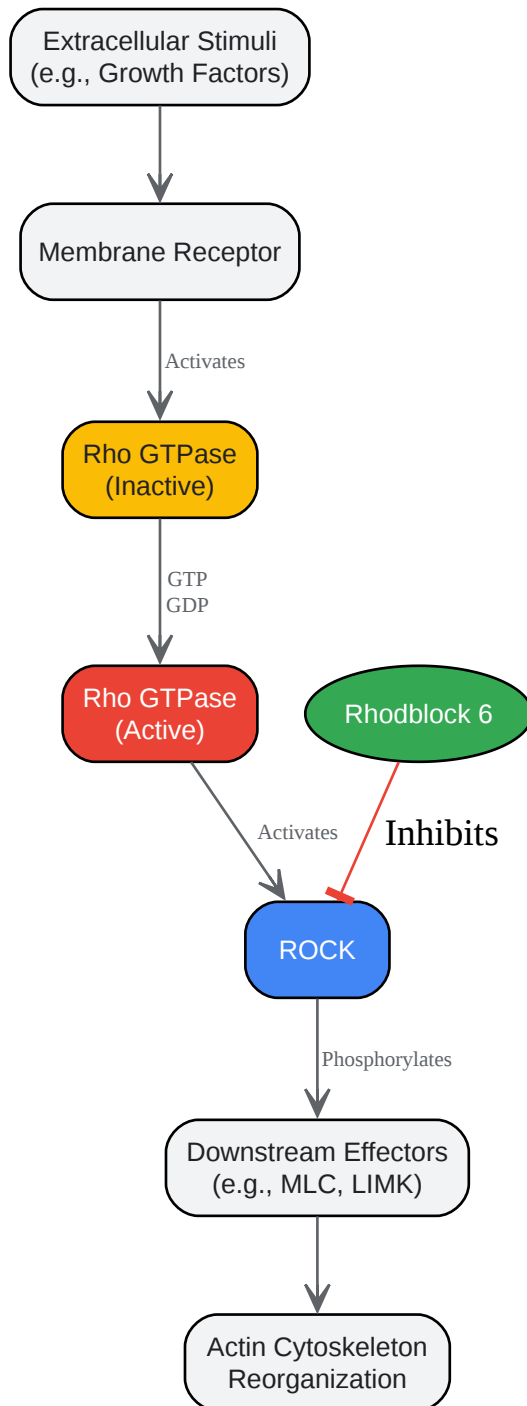 Extracellular Stimuli
(e.g., Growth Factors)
Membrane Receptor
Activates
Rho GTPase
(Inactive)
GTP
GDP
Rho GTPase
(Active)
Rhodblock 6
Activates
Inhibits
ROCK
Phosphorylates
Downstream Effectors
(e.g., MLC, LIMK)
Actin Cytoskeleton
Reorganization